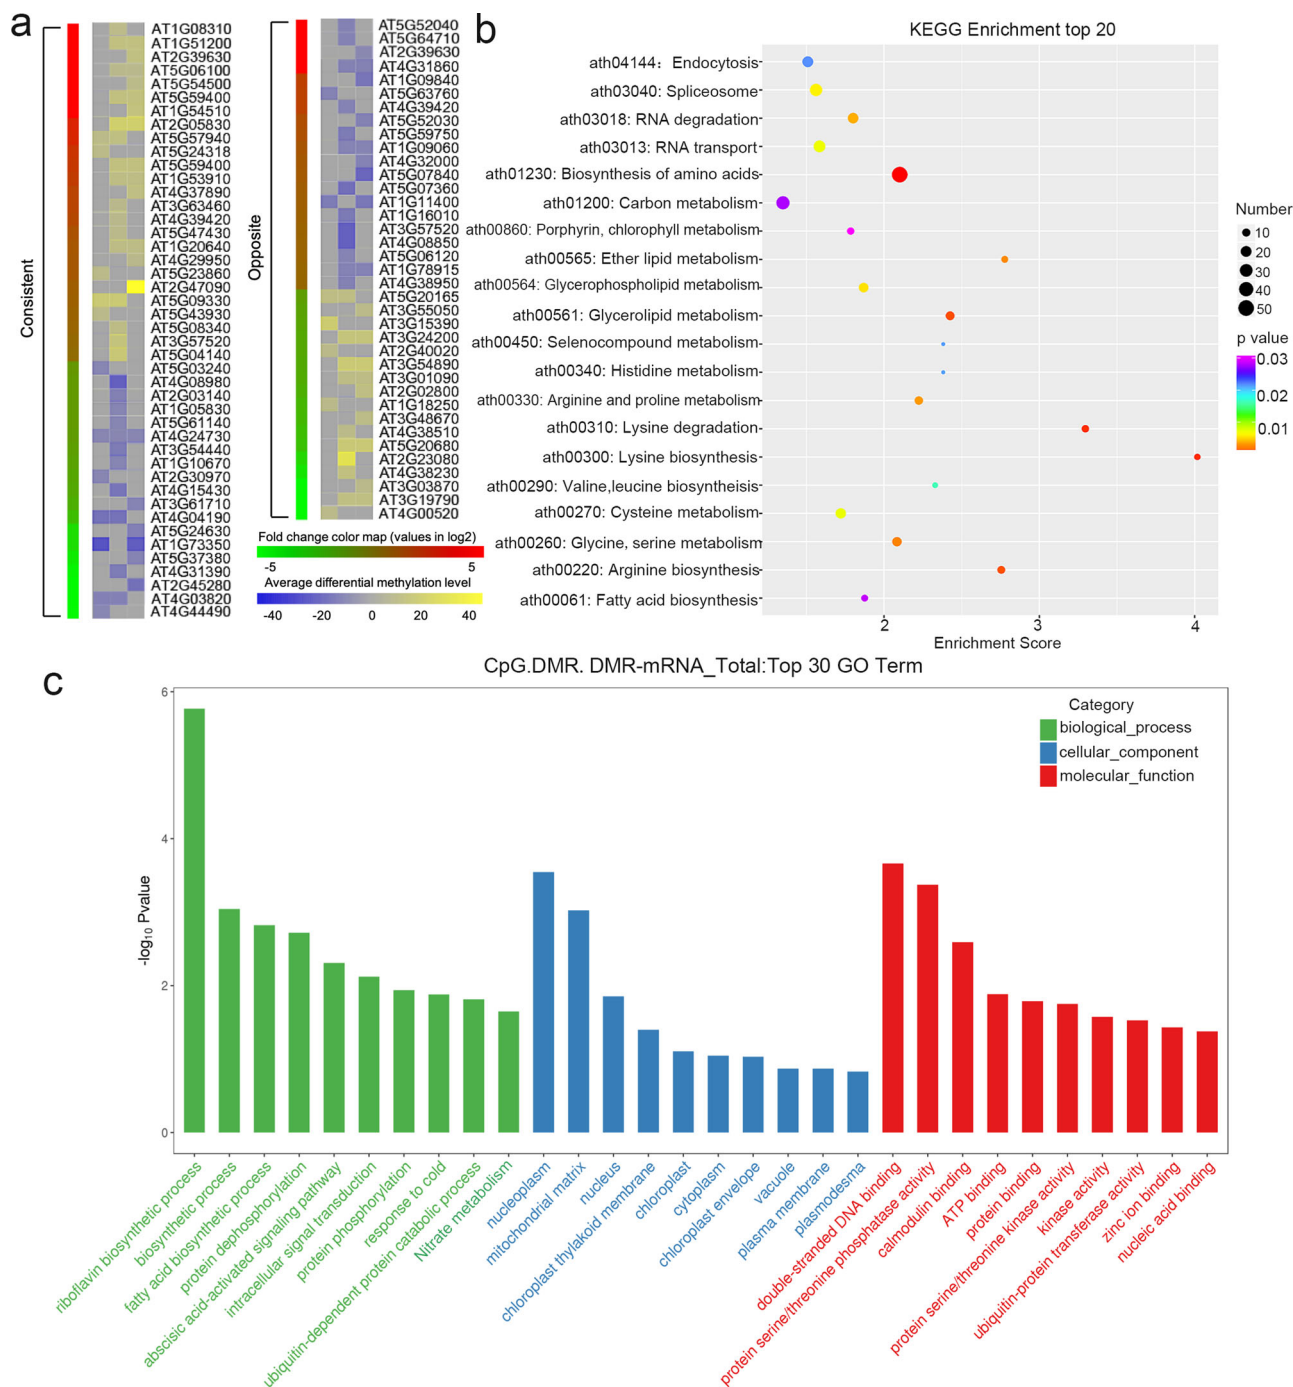 a
Consistent
AT1G08310
AT1G51200
AT2G39630
AT5G06100
AT5G54500
AT5G59400
AT1G54510
AT2G05830
AT5G57940
AT5G24318
AT5G59400
AT1G53910
AT4G37890
AT3G63460
AT4G39420
AT5G47430
AT1G20640
AT4G29950
AT5G23860
AT2G47090
AT5G09330
AT5G43930
AT5G08340
AT3G57520
AT5G04140
AT5G03240
AT4G08980
AT2G03140
AT1G05830
AT5G61140
AT4G24730
AT3G54440
AT1G10670
AT2G30970
AT4G15430
AT3G61710
AT4G04190
AT5G24630
AT1G73350
AT5G37380
AT4G31390
AT2G45280
AT4G03820
AT4G44490
Opposite
AT5G52040
AT5G64710
AT2G39630
AT4G31860
AT1G09840
AT5G63760
AT4G39420
AT5G52030
AT5G59750
AT1G09060
AT4G32000
AT5G07840
AT5G07360
AT1G11400
AT1G16010
AT3G57520
AT4G08850
AT5G06120
AT1G78915
AT4G38950
AT5G20165
AT3G55050
AT3G15390
AT3G24200
AT2G40020
AT3G54890
AT3G01090
AT2G02800
AT1G18250
AT3G48670
AT4G38510
AT5G20680
AT2G23080
AT4G38230
AT3G03870
AT3G19790
AT4G00520
Fold change color map (values in log2)
-5 5
Average differential methylation level
-40 -20 0 20 40
b
KEGG Enrichment top 20
ath04144: Endocytosis
ath03040: Spliceosome
ath03018: RNA degradation
ath03013: RNA transport
ath01230: Biosynthesis of amino acids
ath01200: Carbon metabolism
ath00860: Porphyrin, chlorophyll metabolism
ath00565: Ether lipid metabolism
ath00564: Glycerophospholipid metabolism
ath00561: Glycerolipid metabolism
ath00450: Selenocompound metabolism
ath00340: Histidine metabolism
ath00330: Arginine and proline metabolism
ath00310: Lysine degradation
ath00300: Lysine biosynthesis
ath00290: Valine,leucine biosyntheisis
ath00270: Cysteine metabolism
ath00260: Glycine, serine metabolism
ath00220: Arginine biosynthesis
ath00061: Fatty acid biosynthesis
2 3 4
Enrichment Score
Number
10
20
30
40
50
p value
0.03
0.02
0.01
c
CpG.DMR. DMR-mRNA_Total:Top 30 GO Term
Category
biological_process
cellular_component
molecular_function
-log10 Pvalue
6
4
2
0
riboflavin biosynthetic process
biosynthetic process
fatty acid biosynthetic process
protein dephosphorylation
abscisic acid-activated signaling pathway
intracellular signal transduction
protein phosphorylation
response to cold
ubiquitin-dependent protein catabolic process
Nitrate metabolism
nucleoplasm
mitochondrial matrix
nucleus
chloroplast thylakoid membrane
chloroplast
cytoplasm
chloroplast envelope
vacuole
plasma membrane
plasmodesma
double-stranded DNA binding
protein serine/threonine phosphatase activity
calmodulin binding
ATP binding
protein binding
protein serine/threonine kinase activity
kinase activity
ubiquitin-protein transferase activity
zinc ion binding
nucleic acid binding